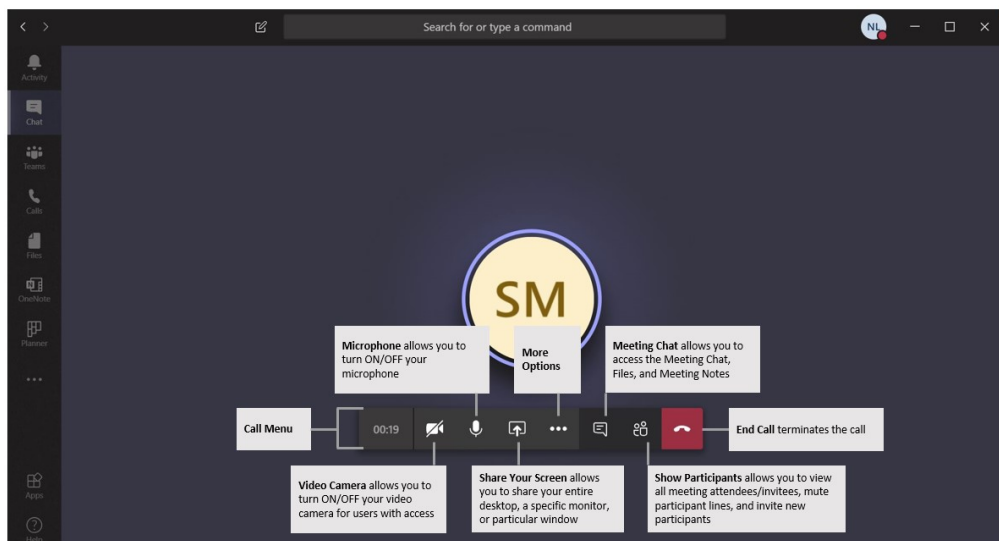 Search for or type a command
NL
Activity
Chat
Teams
Calls
Files
OneNote
Planner
Apps
Help
SM
Microphone allows you to
turn ON/OFF your
microphone
More
Options
Meeting Chat allows you to
access the Meeting Chat,
Files, and Meeting Notes
Call Menu
00:19
End Call terminates the call
Video Camera allows you to
turn ON/OFF your video
camera for users with access
Share Your Screen allows
you to share your entire
desktop, a specific monitor,
or particular window
Show Participants allows you to view
all meeting attendees/invitees, mute
participant lines, and invite new
participants